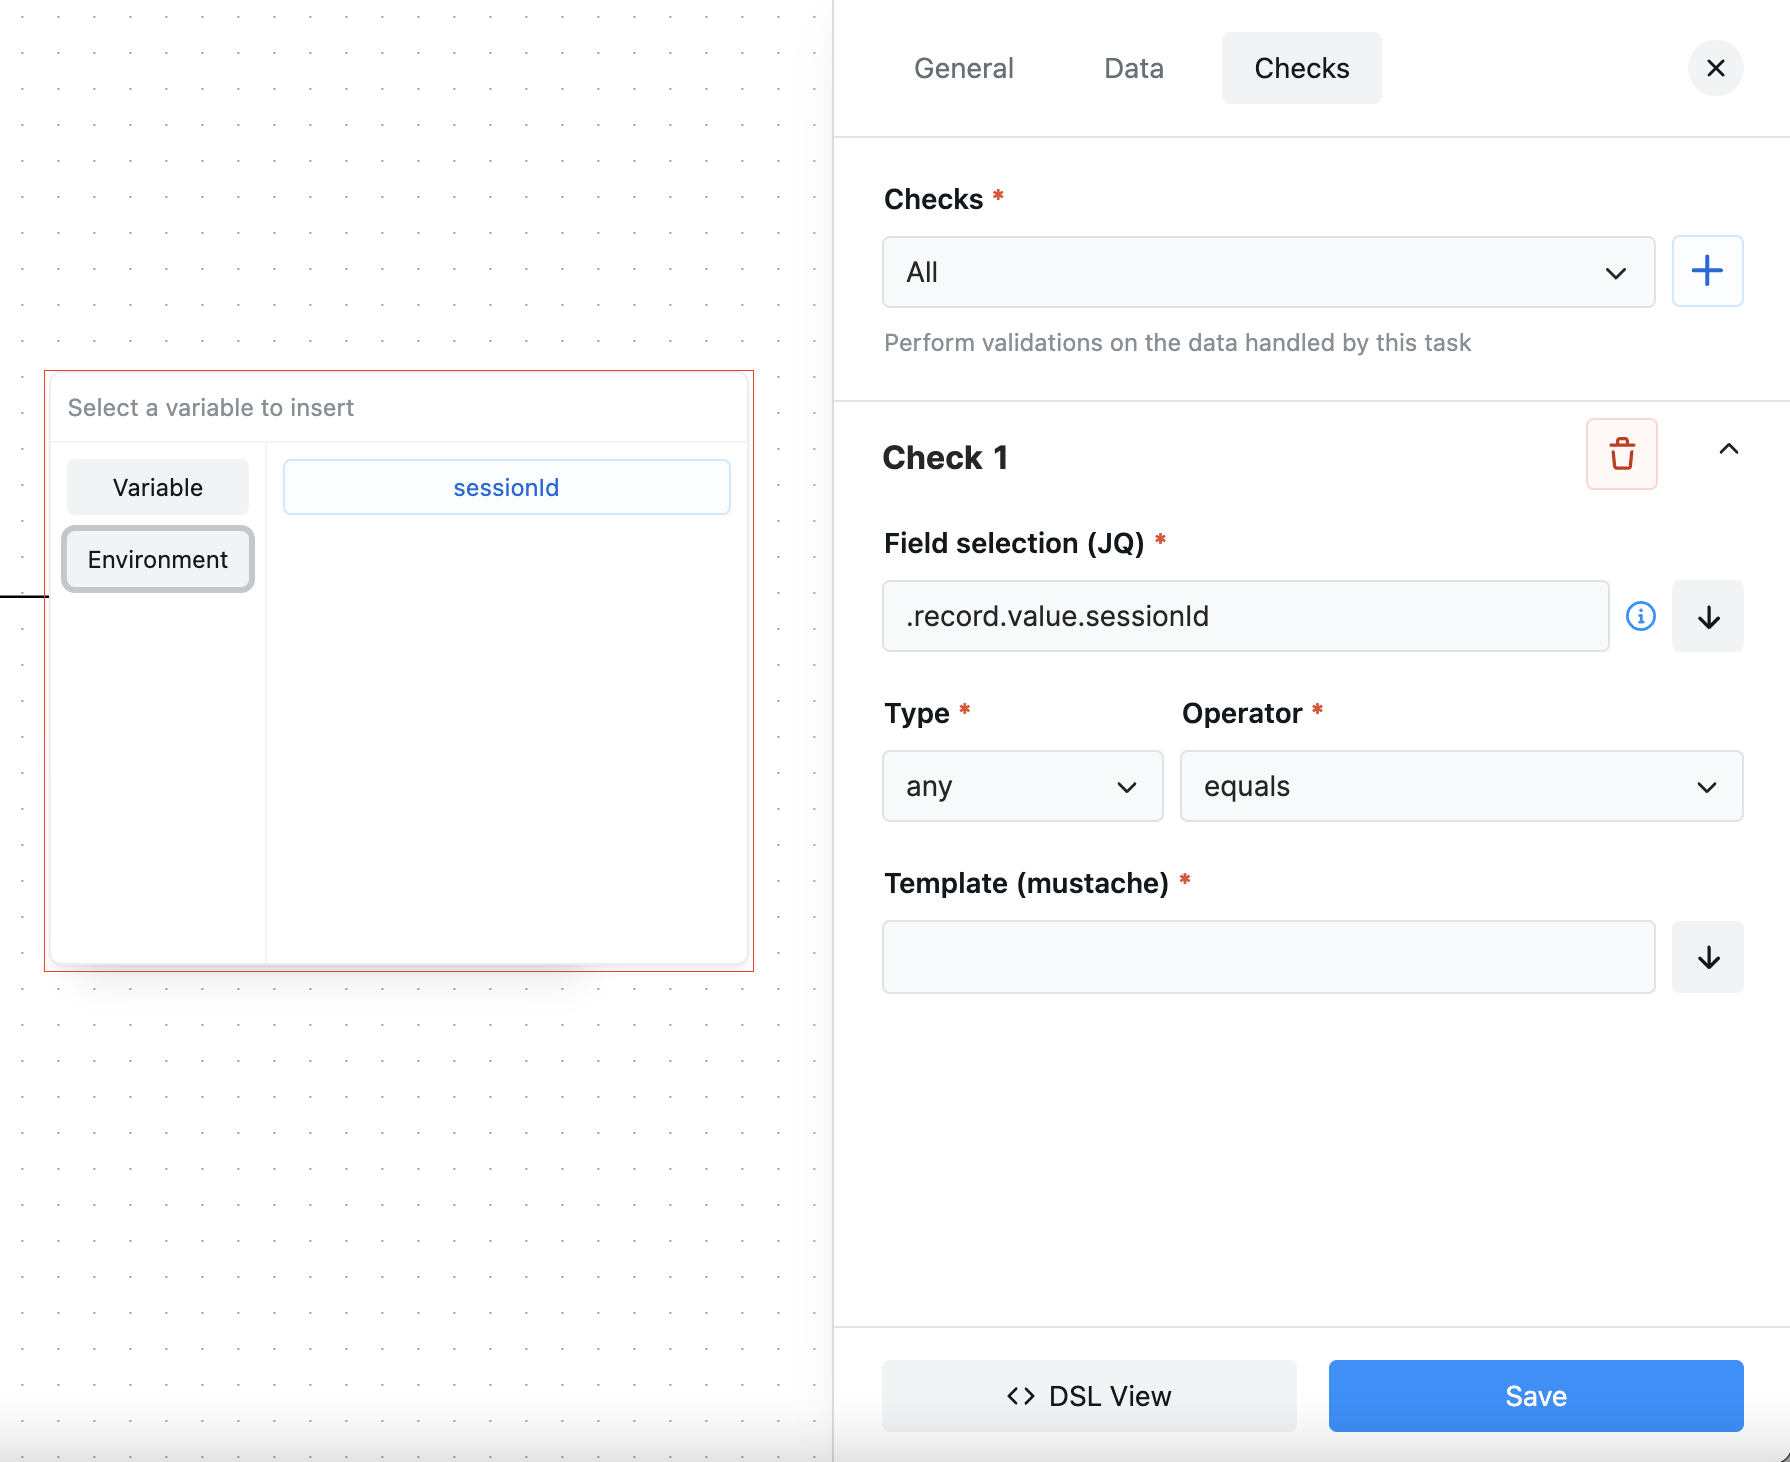 General
Data
Checks
Checks *
All
Perform validations on the data handled by this task
Select a variable to insert
Variable
sessionId
Environment
Check 1
Field selection (JQ) *
.record.value.sessionId
Type *
Operator *
any
equals
Template (mustache) *
<> DSL View
Save